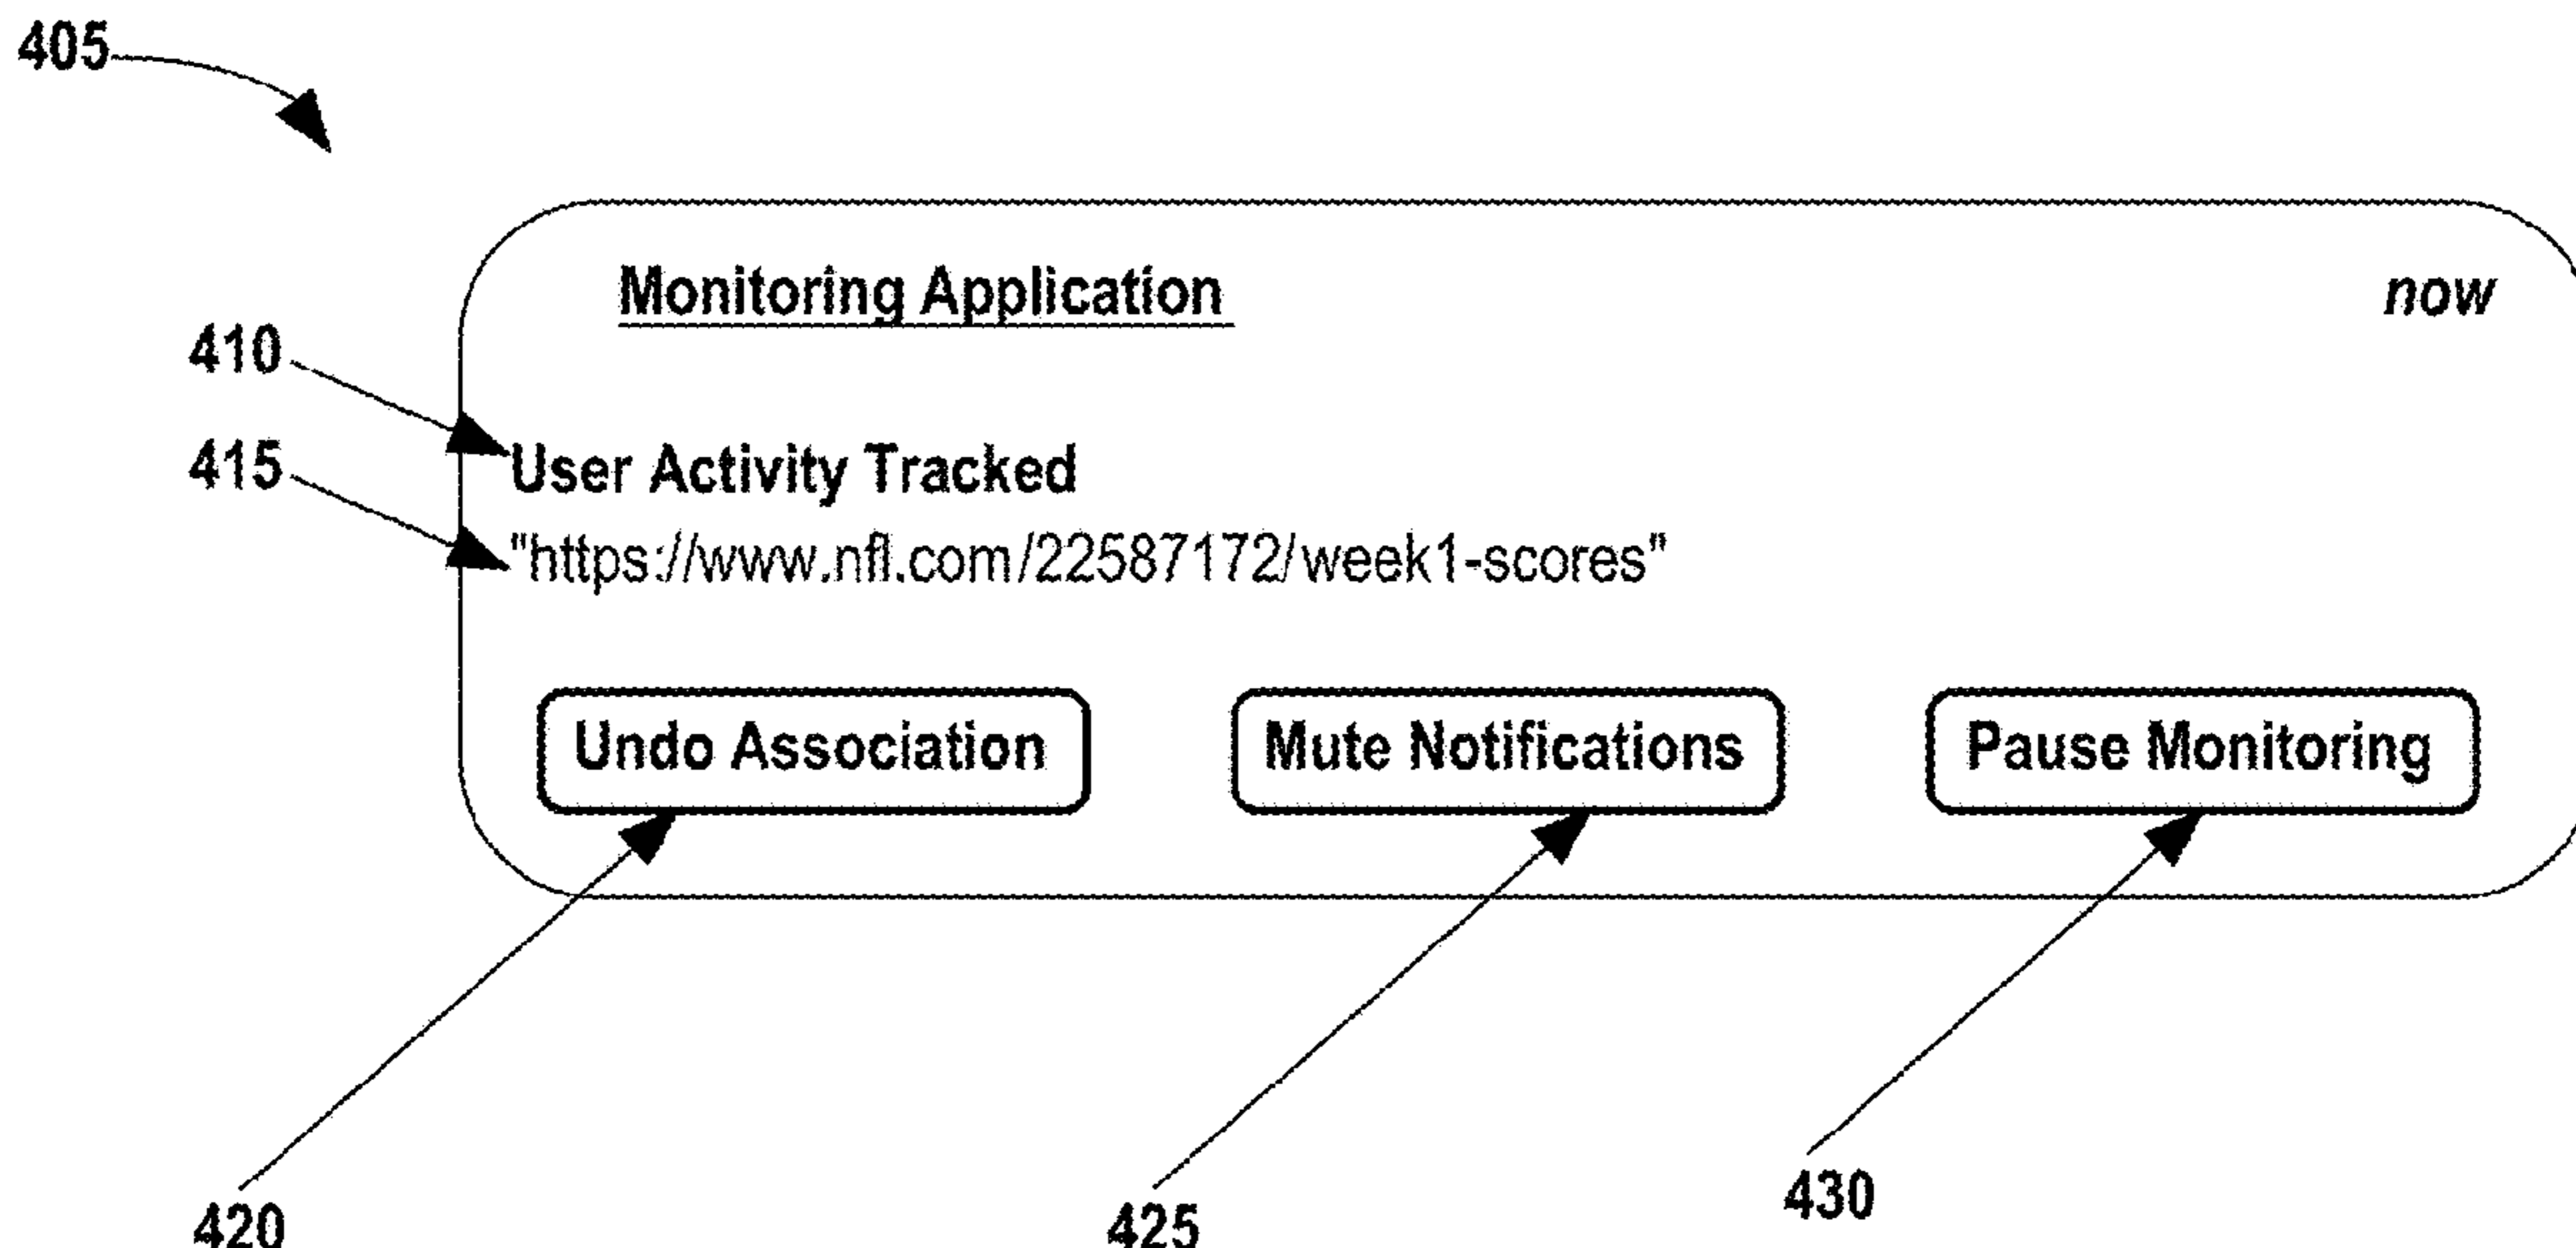 405
Monitoring Application now
410
User Activity Tracked
415
"https://www.nfl.com/22587172/week1-scores"
Undo Association Mute Notifications Pause Monitoring
420 425 430